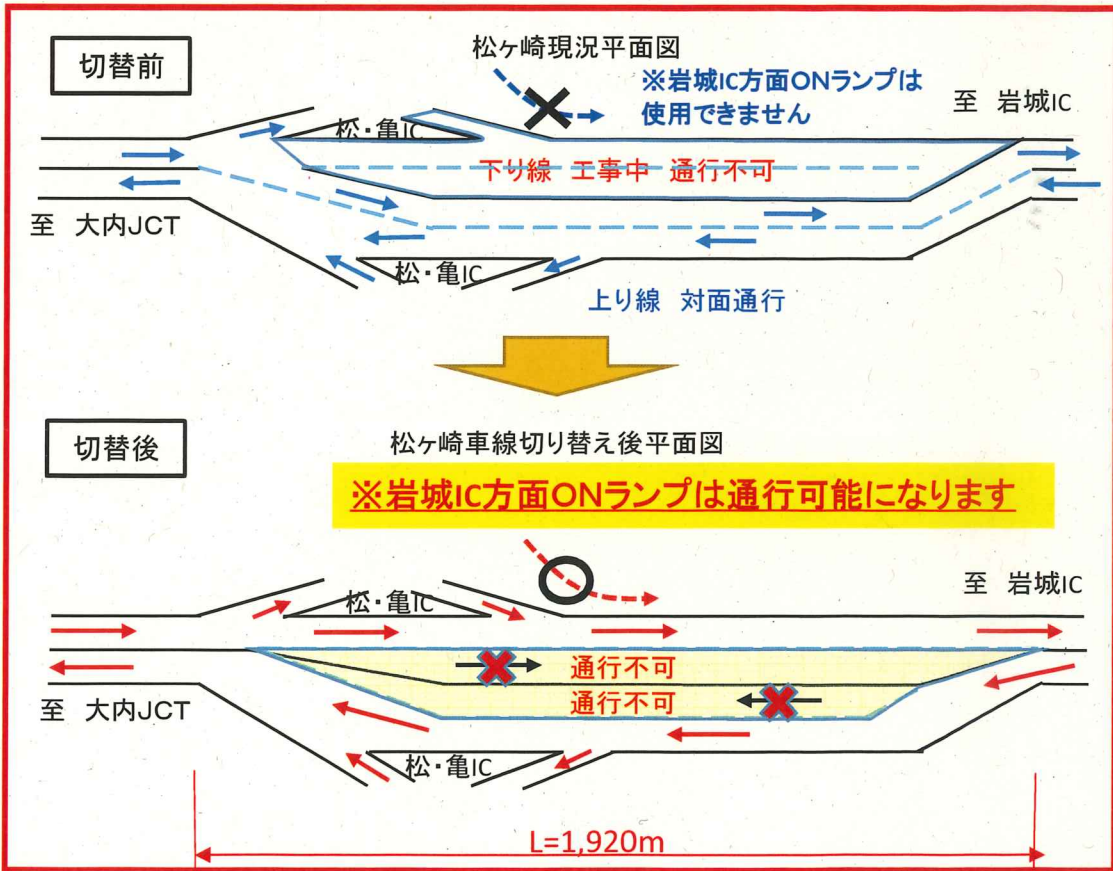 切替前
松ヶ崎現況平面図
※岩城IC方面ONランプは
使用できません
至 岩城IC
松・亀IC
下り線 工事中 通行不可
至 大内JCT
松・亀IC
上り線 対面通行
切替後
松ヶ崎車線切り替え後平面図
※岩城IC方面ONランプは通行可能になります
至 岩城IC
松・亀IC
通行不可
通行不可
至 大内JCT
松・亀IC
L=1,920m